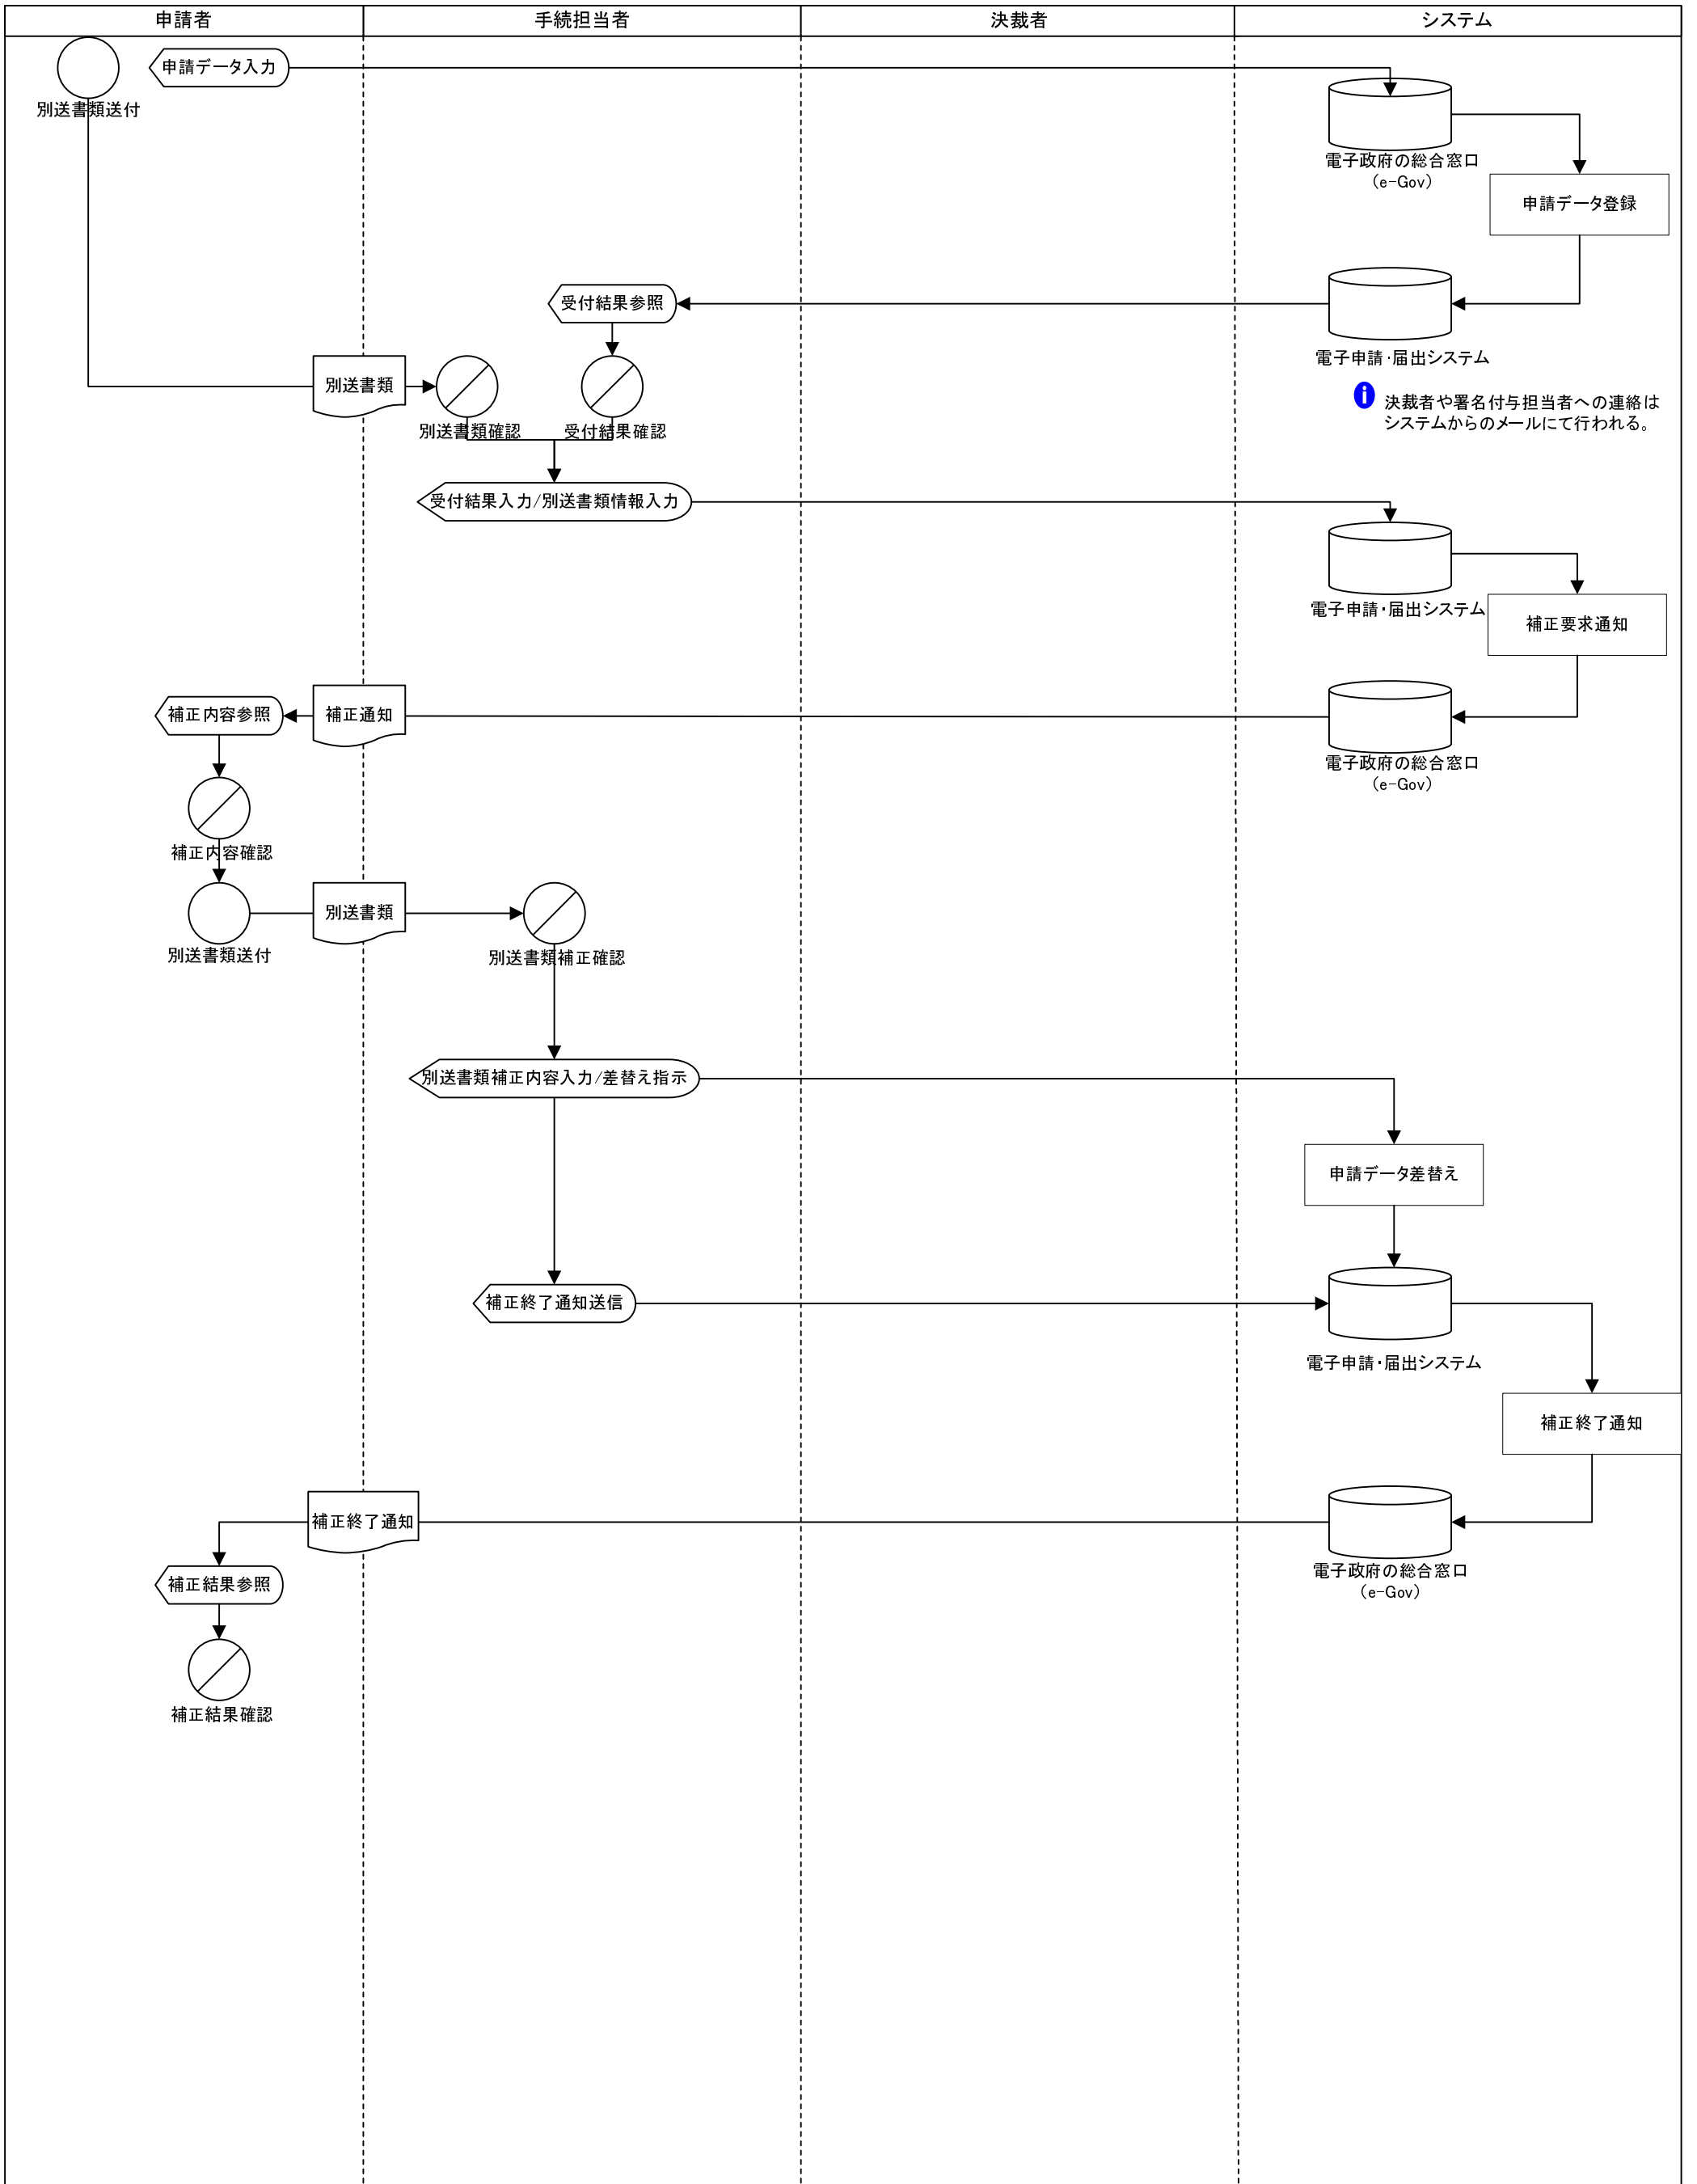 申請者
手続担当者
決裁者
システム
申請データ入力
別送書類送付
電子政府の総合窓口
（e-Gov）
申請データ登録
受付結果参照
電子申請・届出システム
別送書類
決裁者や署名付与担当者への連絡は
システムからのメールにて行われる。
別送書類確認
受付結果確認
受付結果入力/別送書類情報入力
電子申請・届出システム
補正要求通知
補正内容参照
補正通知
電子政府の総合窓口
（e-Gov）
補正内容確認
別送書類
別送書類送付
別送書類補正確認
別送書類補正内容入力/差替え指示
申請データ差替え
補正終了通知送信
電子申請・届出システム
補正終了通知
補正終了通知
電子政府の総合窓口
（e-Gov）
補正結果参照
補正結果確認